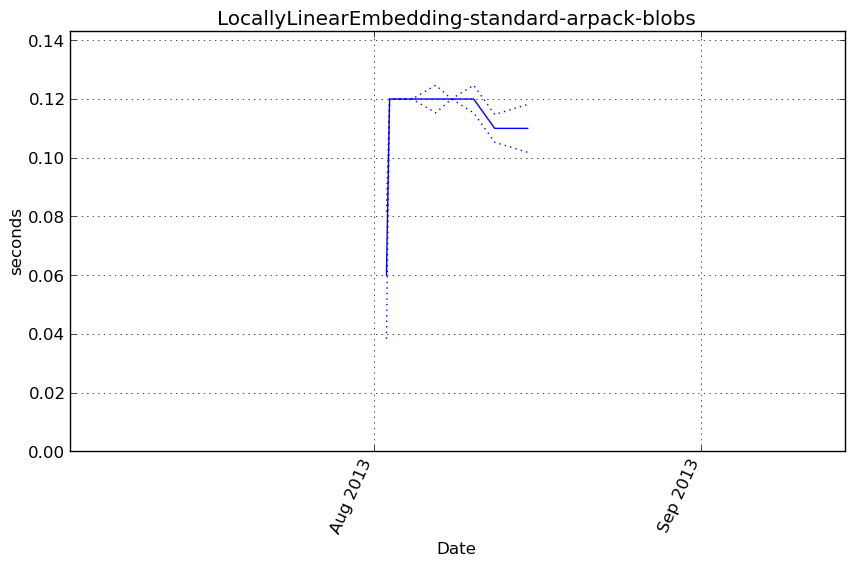 LocallyLinearEmbedding-standard-arpack-blobs
0.14
0.12
0.10
0.08
0.06
0.04
0.02
0.00
seconds
Aug 2013
Sep 2013
Date